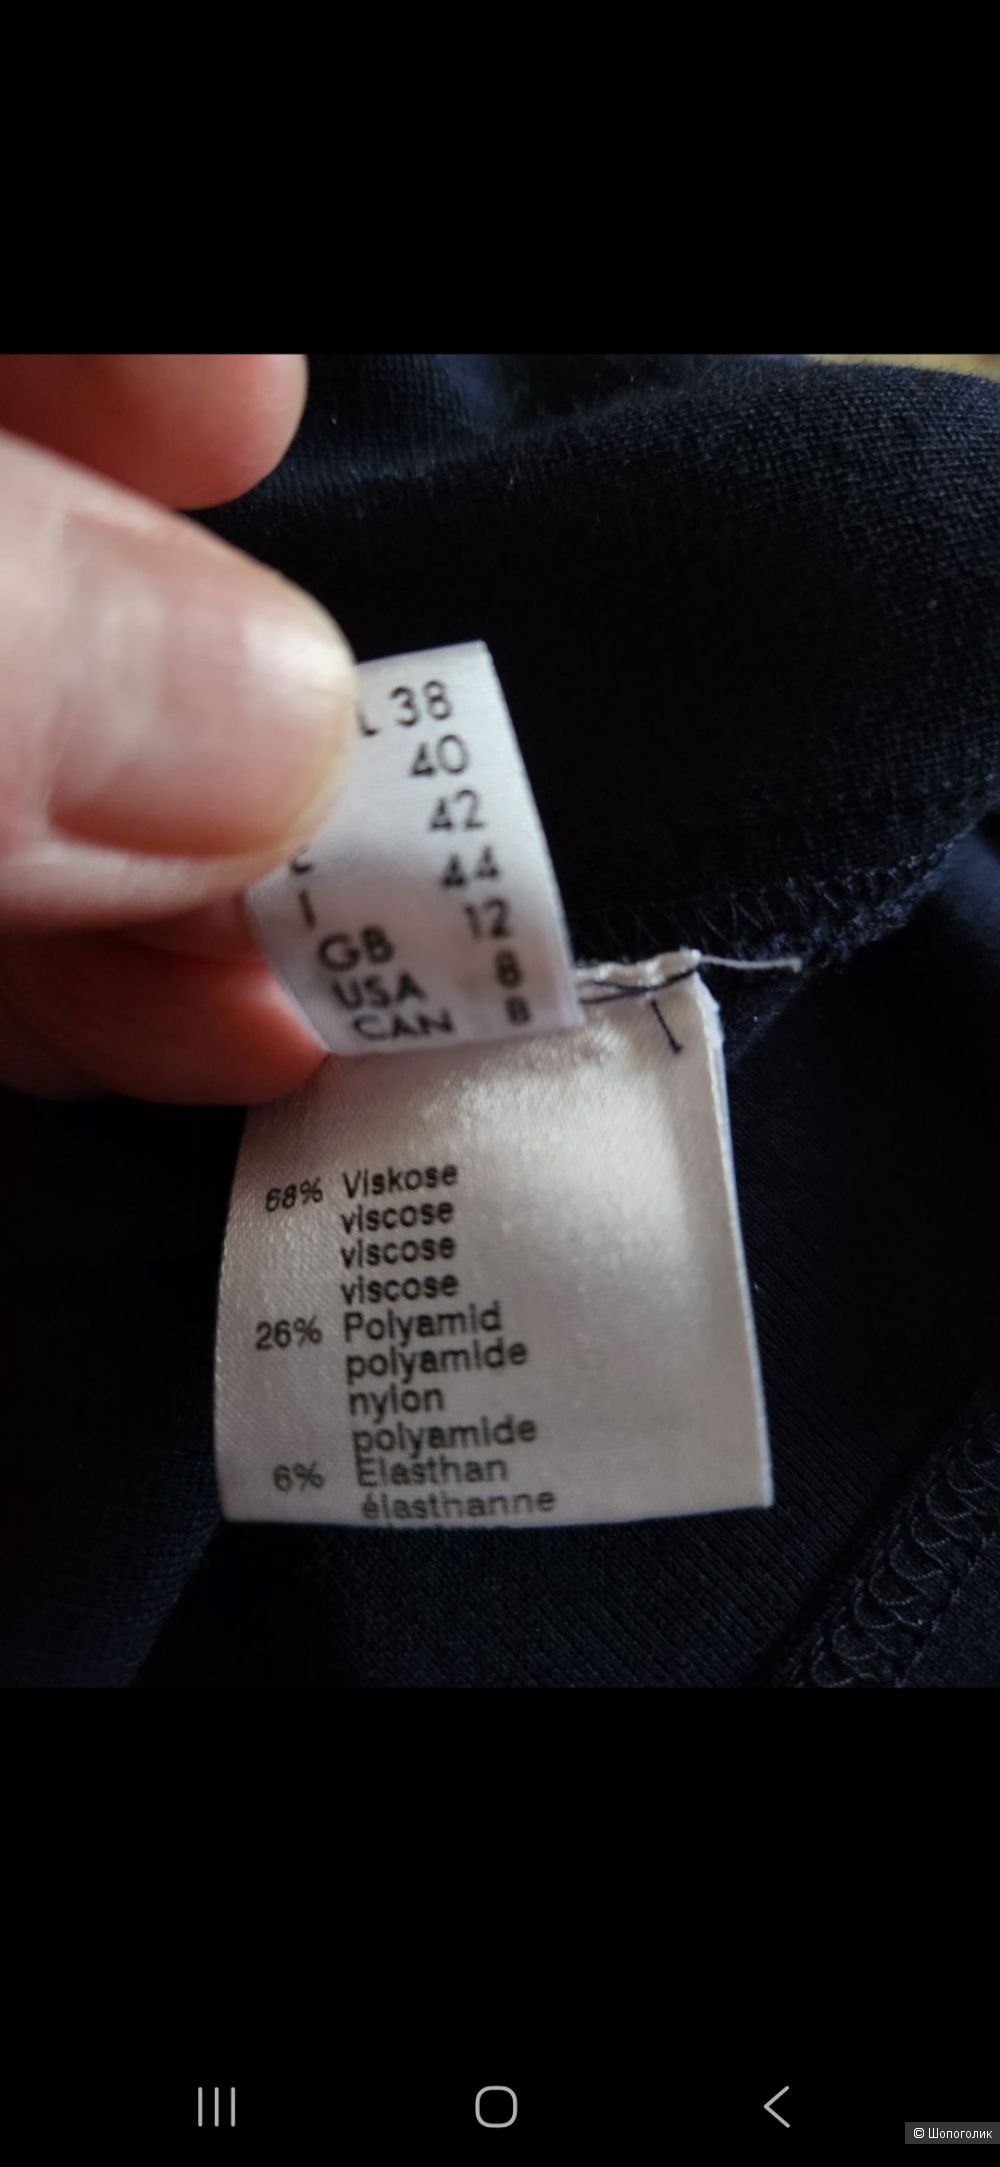 L 38
40
42
44
I 12
GB 8
USA 8
CAN
68% Viskose
viscose
viscose
viscose
26% Polyamid
polyamide
nylon
polyamide
6% Elasthan
élasthanne
© Шопоголик